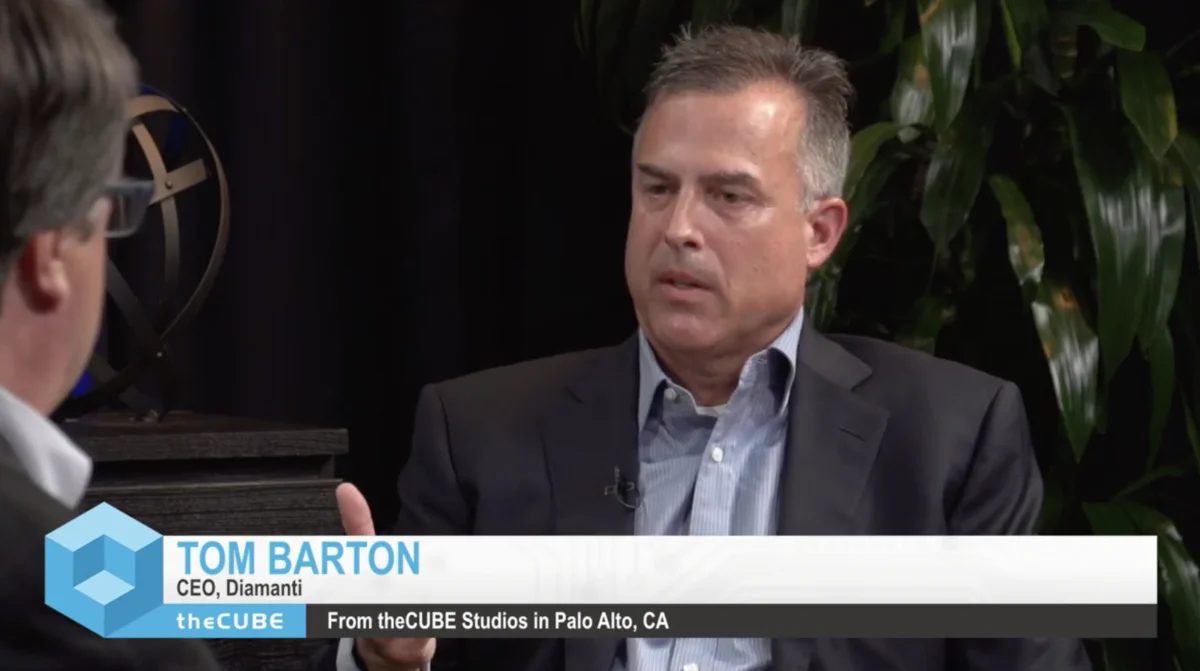 TOM BARTON
CEO, Diamanti
theCUBE
From theCUBE Studios in Palo Alto, CA